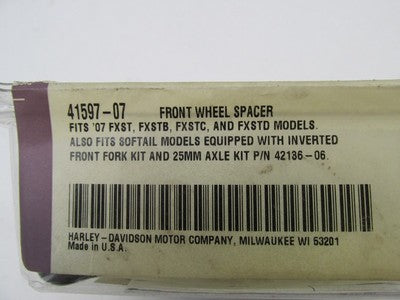 41597-07 FRONT WHEEL SPACER
FITS '07 FXST, FXSTB, FXSTC, AND FXSTD MODELS.
ALSO FITS SOFTAIL MODELS EQUIPPED WITH INVERTED
FRONT FORK KIT AND 25MM AXLE KIT P/N 42136-06.
HARLEY-DAVIDSON MOTOR COMPANY, MILWAUKEE WI 53201
Made in U.S.A.